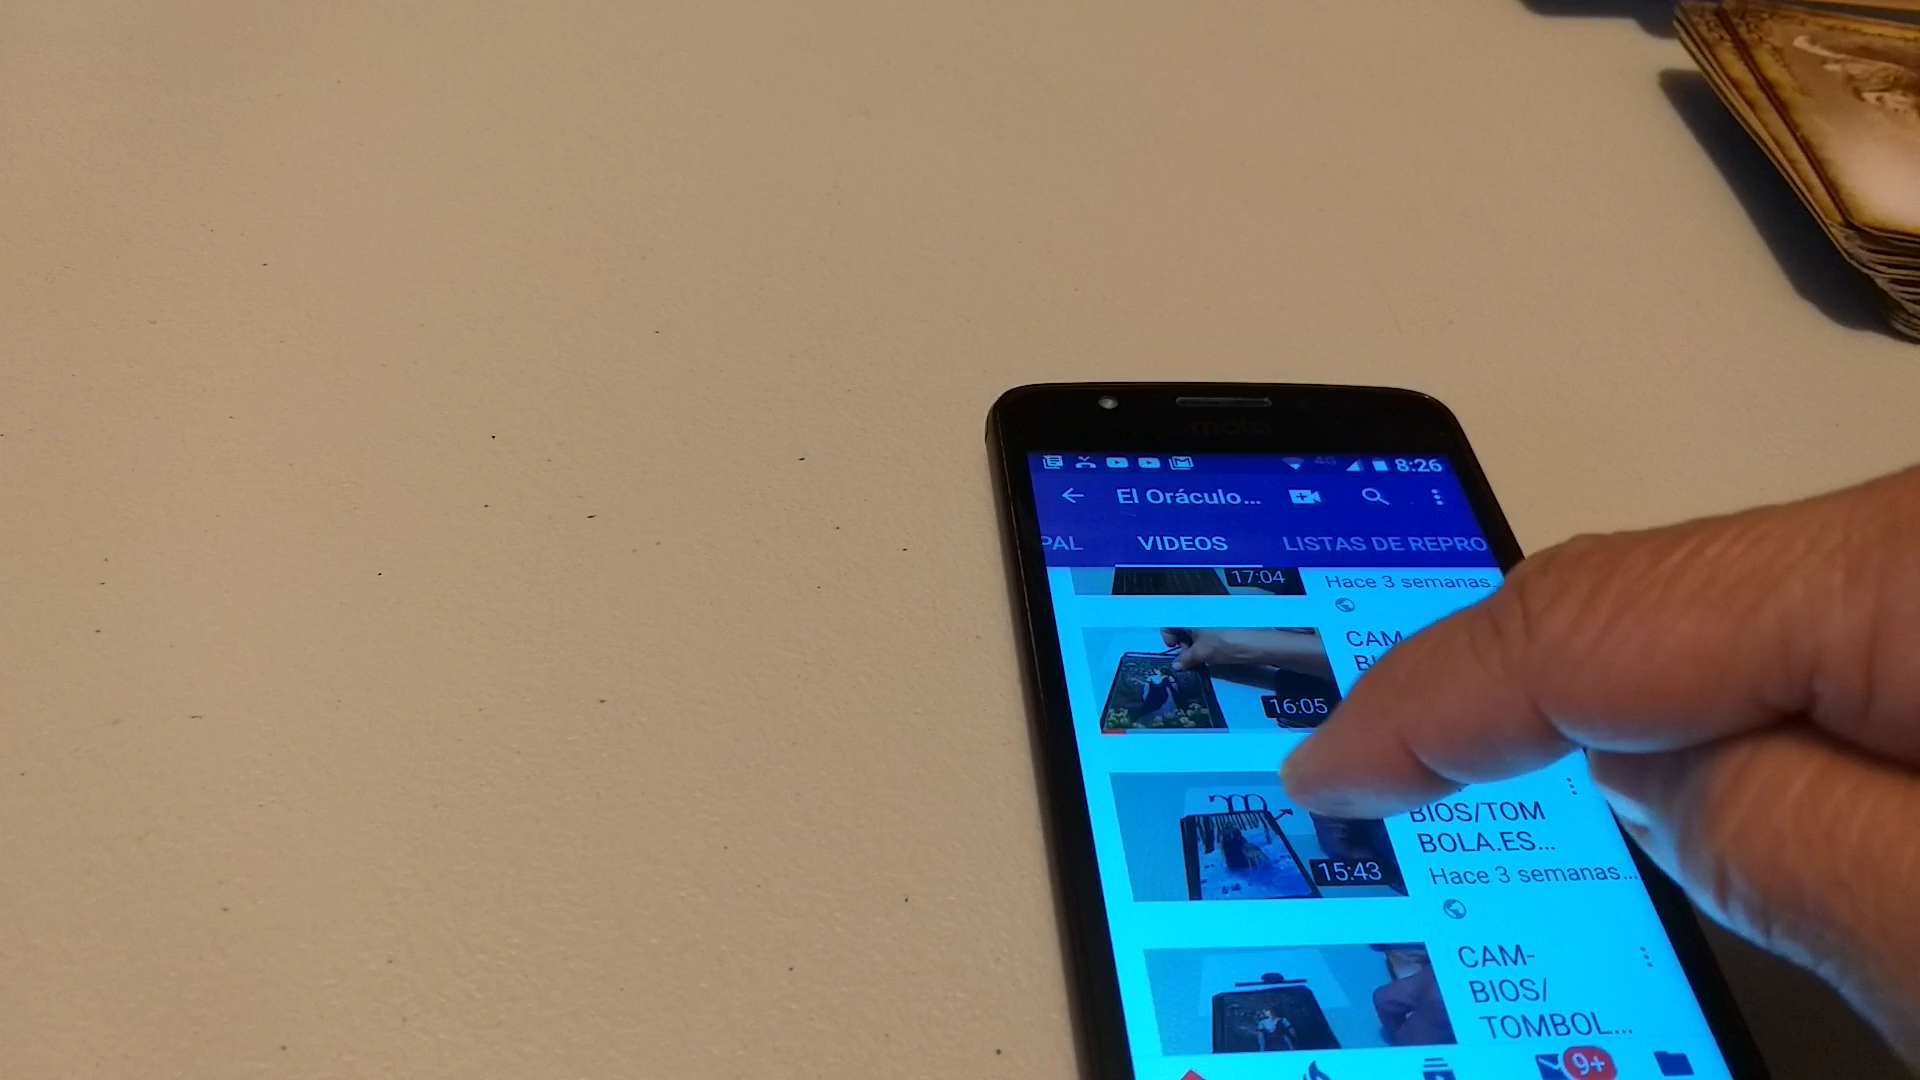 moto
4G 8:26
El Oráculo...
PAL VIDEOS LISTAS DE REPRO
17:04
Hace 3 semanas.
CAM
16:05
BIOS/TOM
BOLA.ES...
15:43
Hace 3 semanas...
CAM-
BIOS/
TOMBOL...
9+